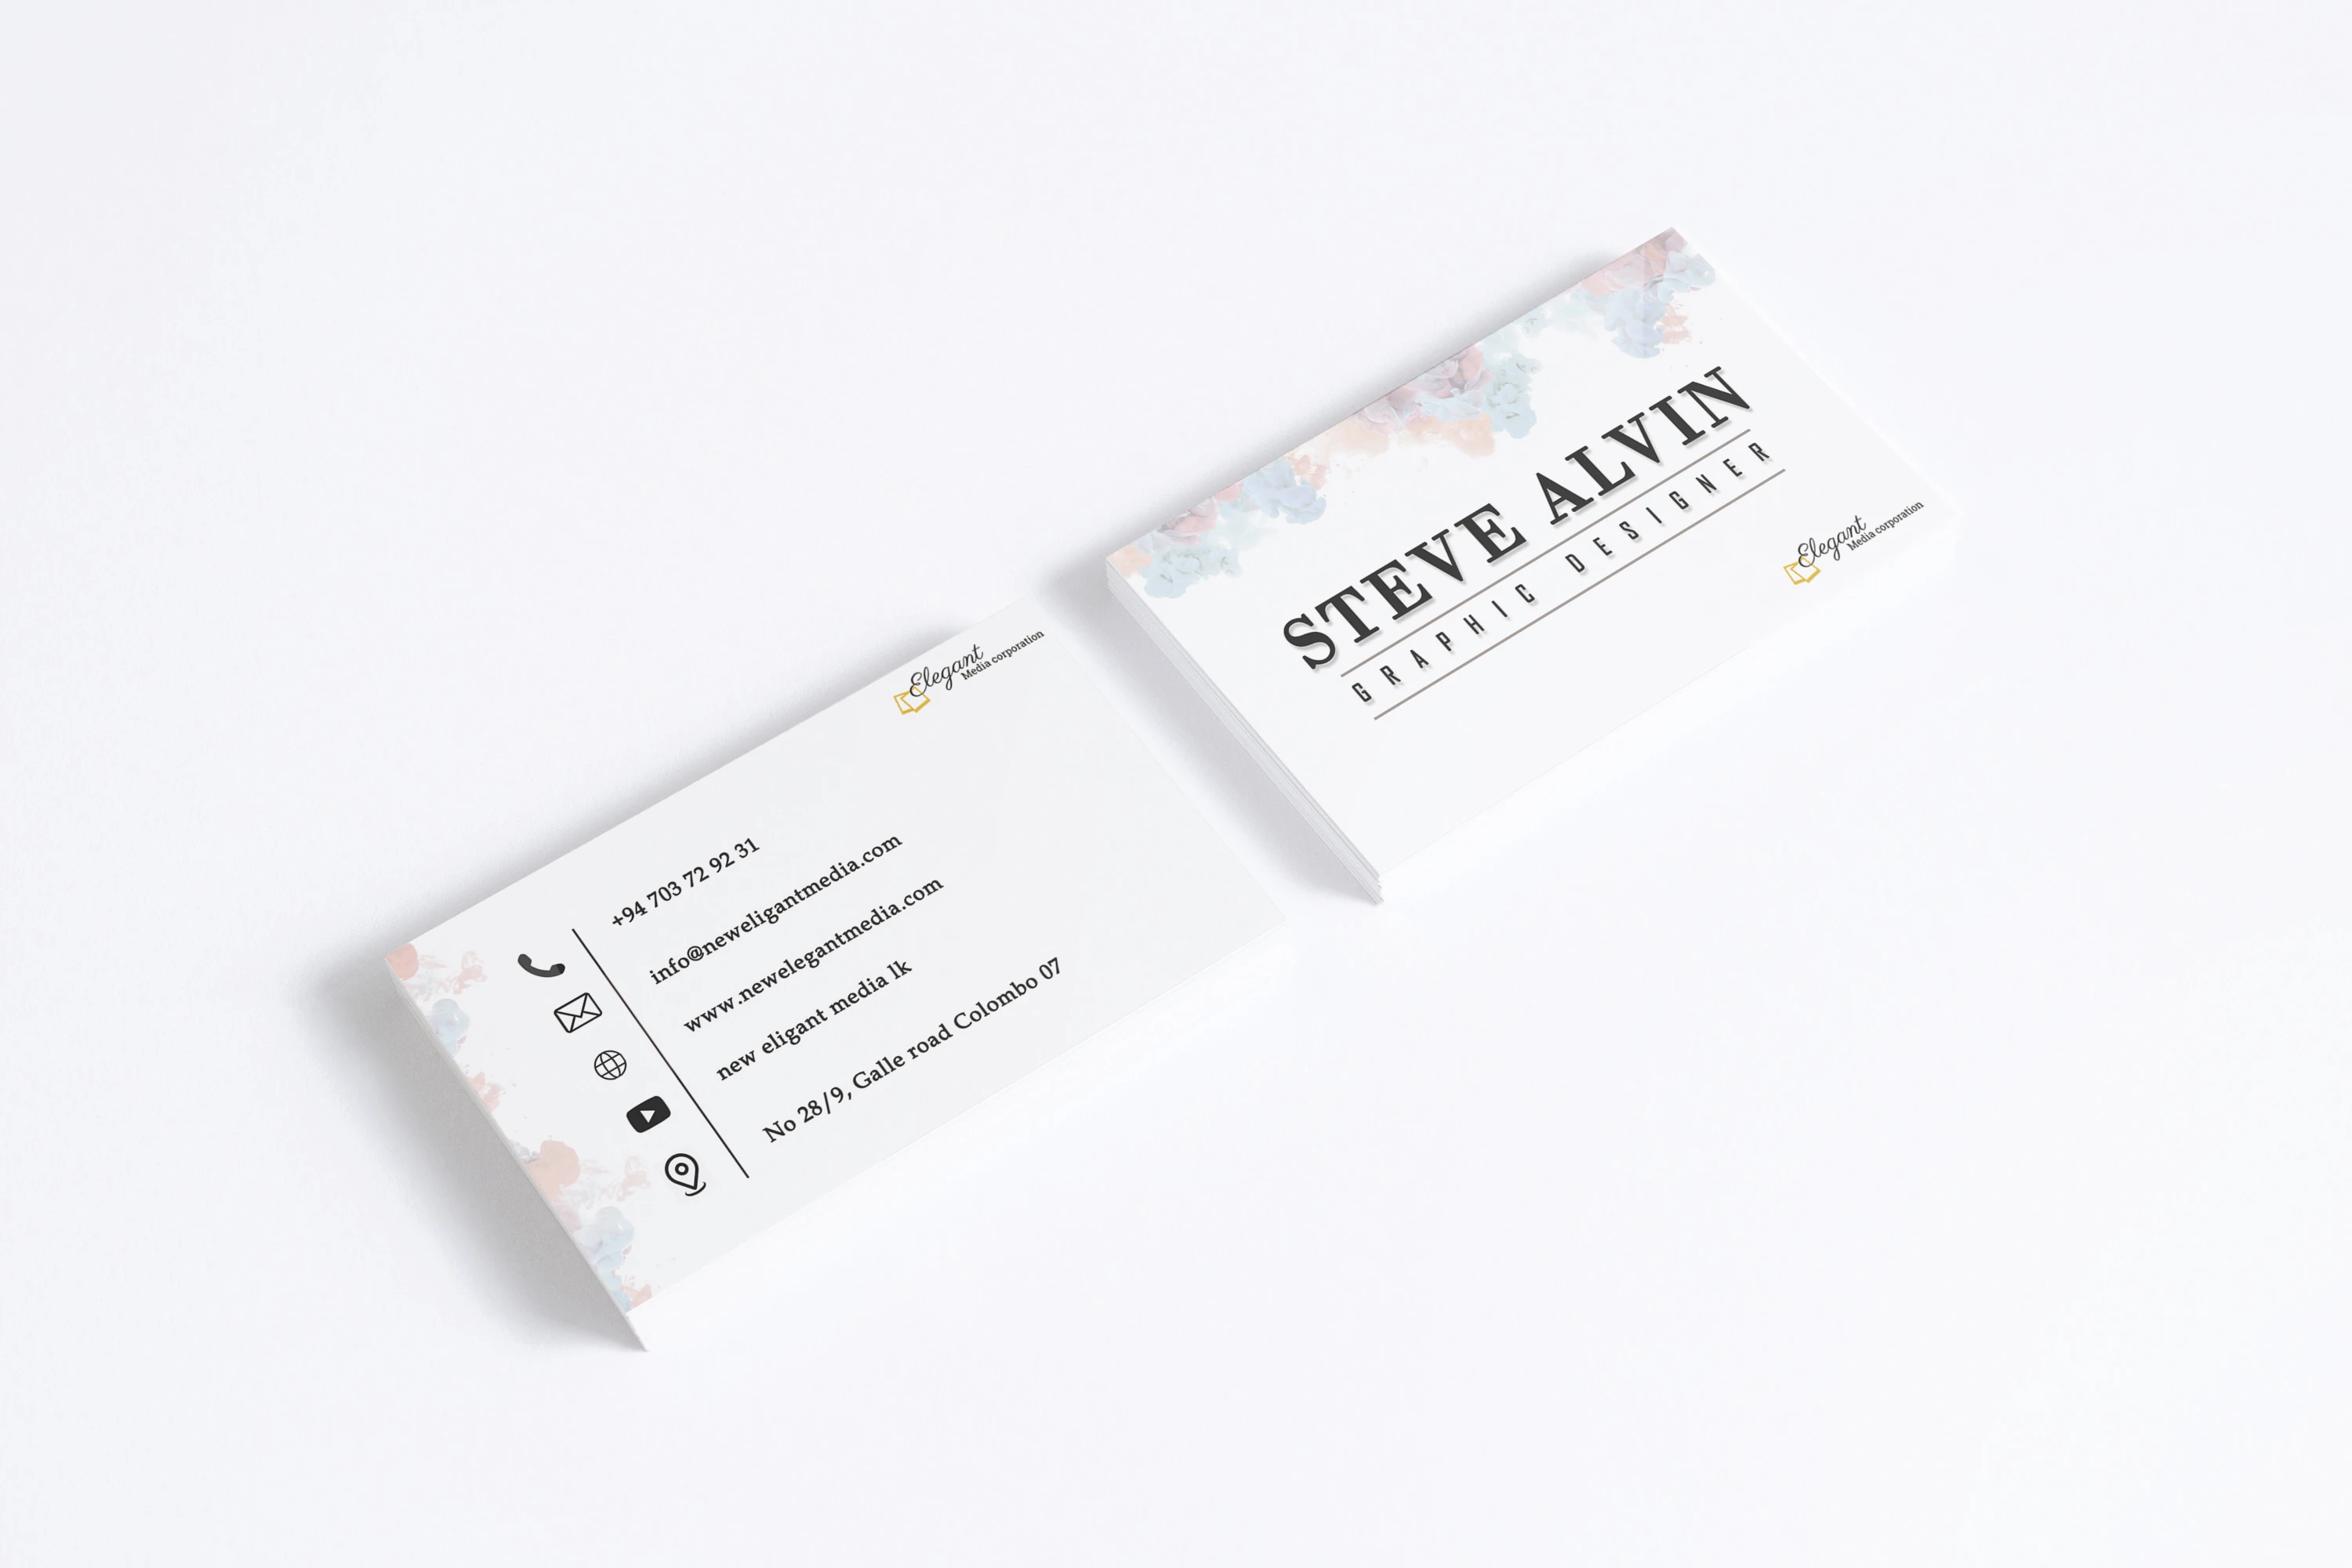 STEVE ALVIN
GRAPHIC DESIGNER
Elegant
Media corporation
Elegant
Media corporation
+94 703 72 92 31
info@neweligantmedia.com
www.newelegantmedia.com
new eligant media lk
No 28/9, Galle road Colombo 07